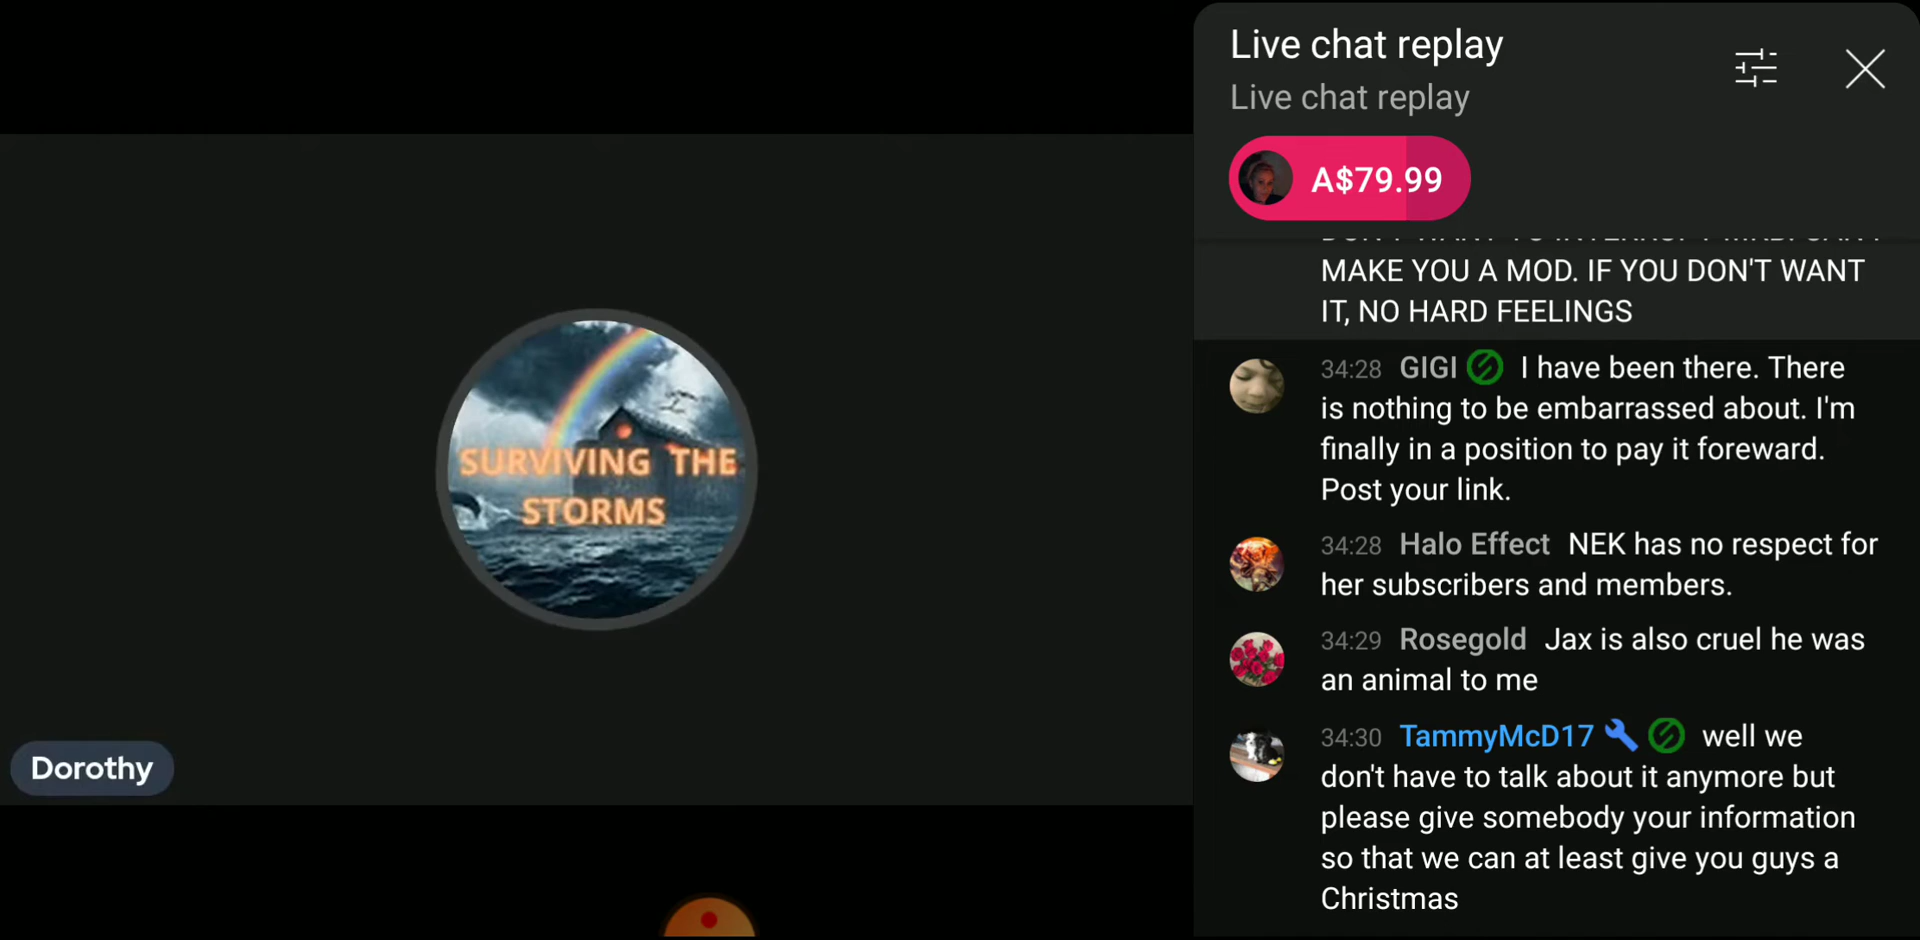 SURVIVING THE
STORMS
Dorothy
Live chat replay
Live chat replay
A$79.99
MAKE YOU A MOD. IF YOU DON'T WANT
IT, NO HARD FEELINGS
34:28 GIGI I have been there. There
is nothing to be embarrassed about. I'm
finally in a position to pay it foreward.
Post your link.
34:28 Halo Effect NEK has no respect for
her subscribers and members.
34:29 Rosegold Jax is also cruel he was
an animal to me
34:30 TammyMcD17 well we
don't have to talk about it anymore but
please give somebody your information
so that we can at least give you guys a
Christmas